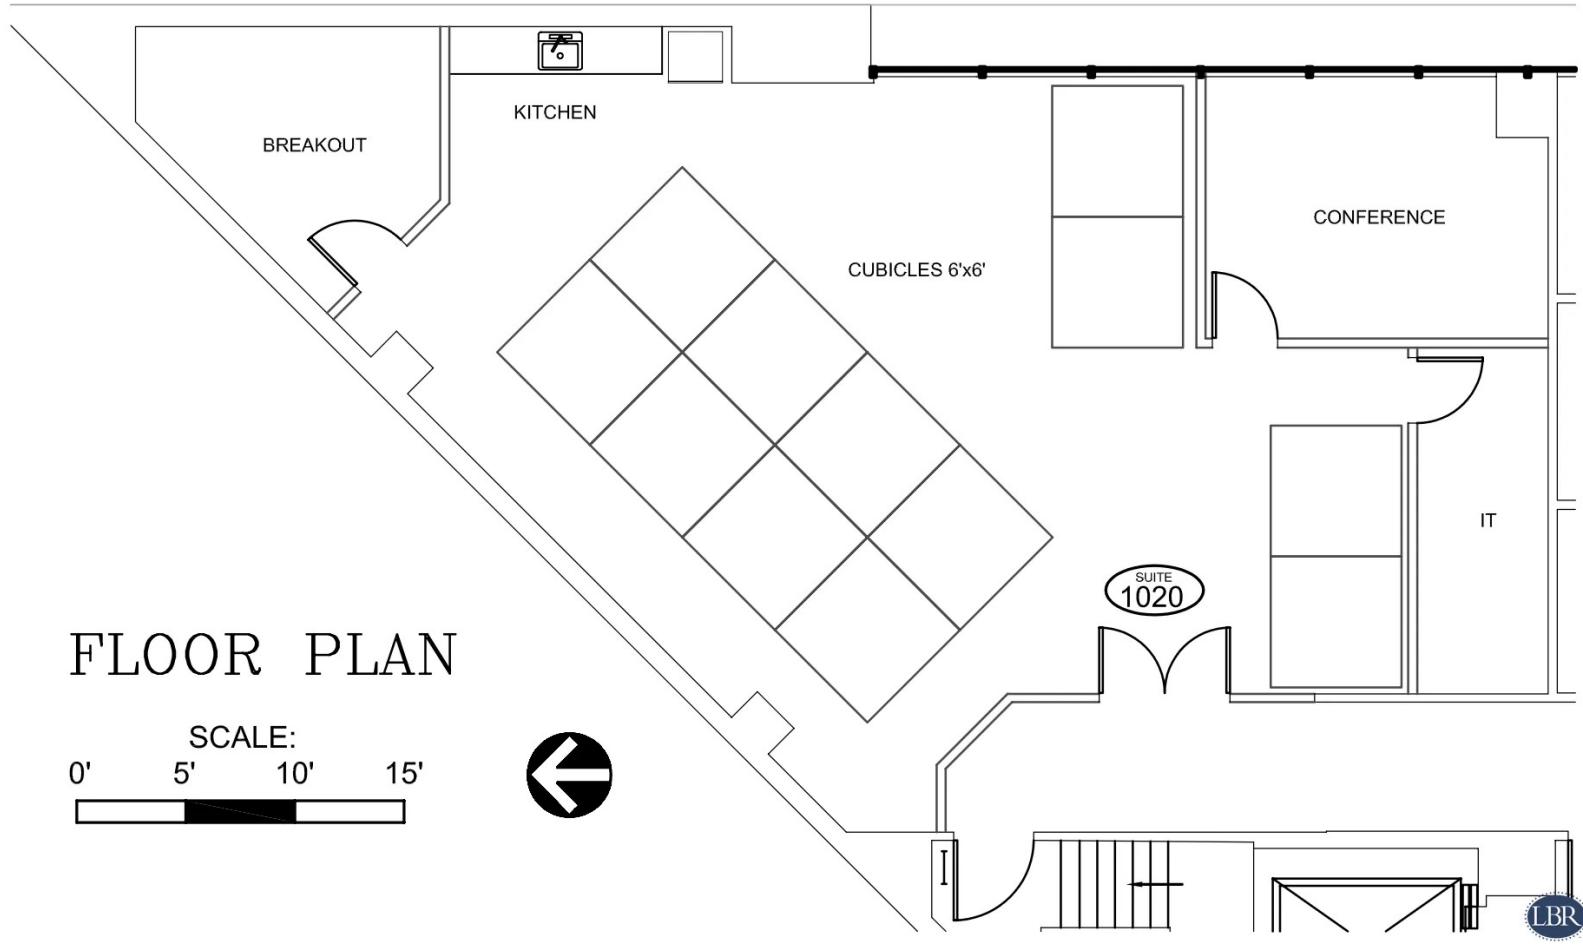 KITCHEN
BREAKOUT
CONFERENCE
CUBICLES 6'x6'
IT
SUITE
1020
FLOOR PLAN
SCALE:
0' 5' 10' 15'
LBR